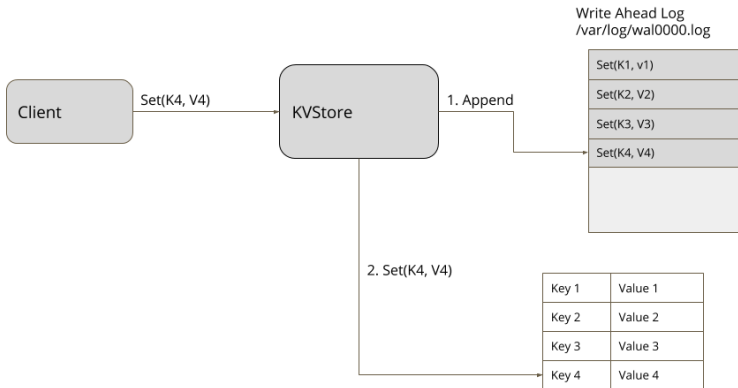 Write Ahead Log
/var/log/wal0000.log
Set(K1, v1)
Set(K2, V2)
Set(K3, V3)
Set(K4, V4)
Client
Set(K4, V4)
KVStore
1. Append
2. Set(K4, V4)
Key 1 Value 1
Key 2 Value 2
Key 3 Value 3
Key 4 Value 4